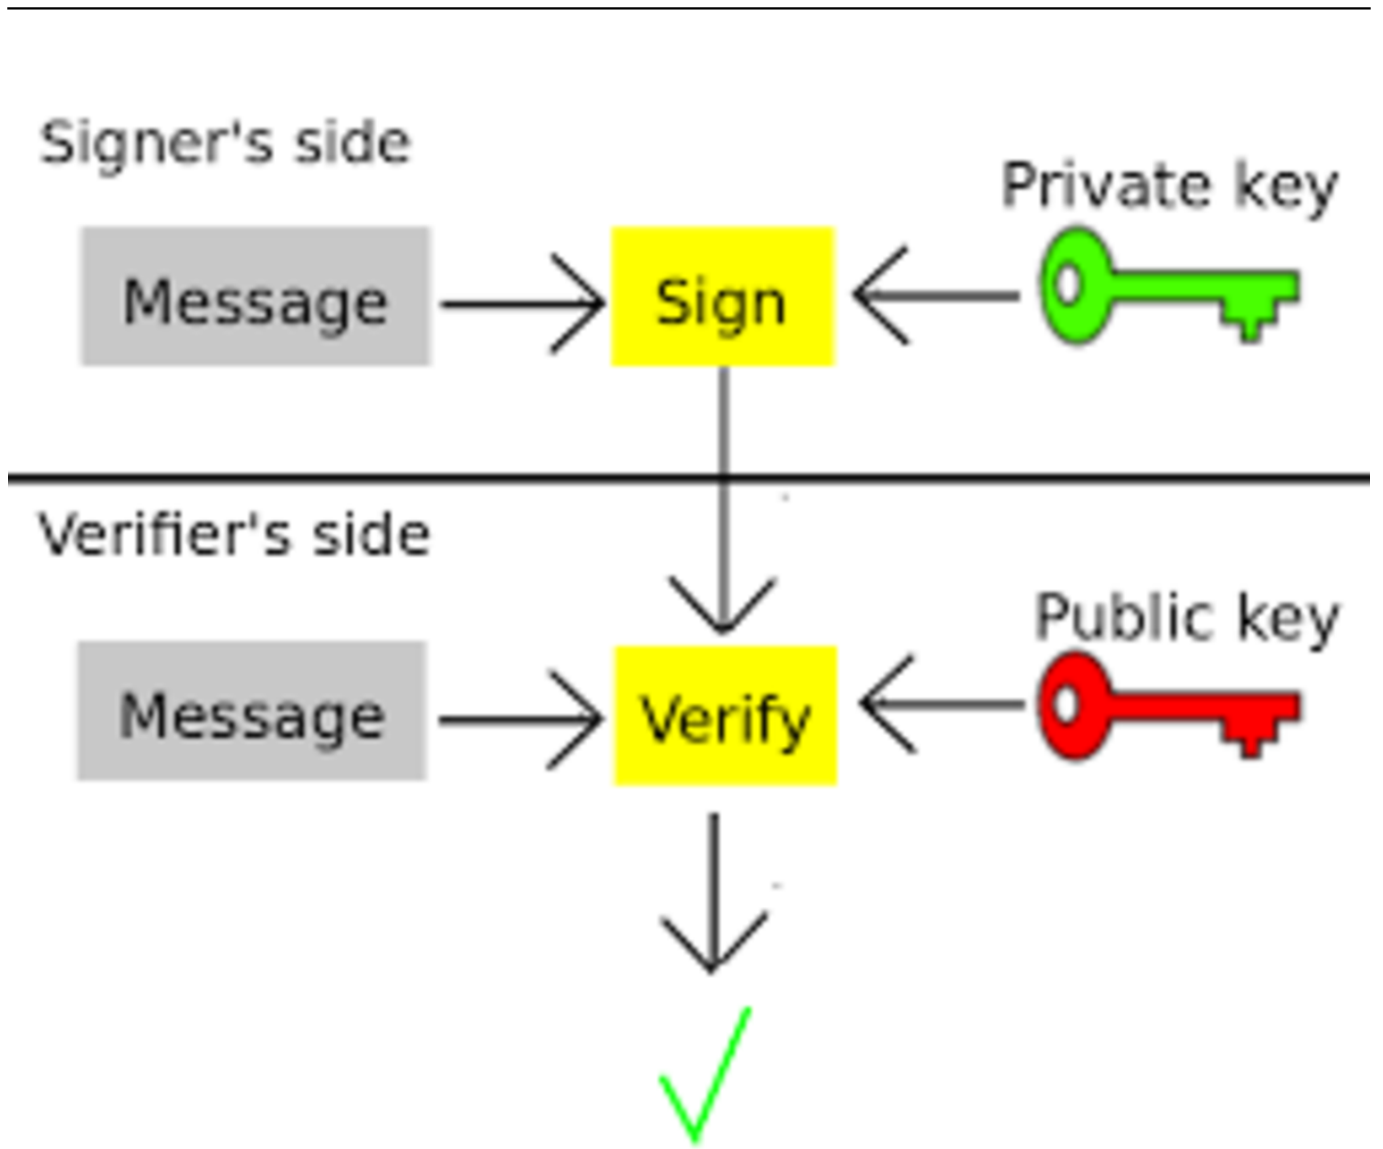 Signer's side
Private key
Message
Sign
Verifier's side
Public key
Message
Verify